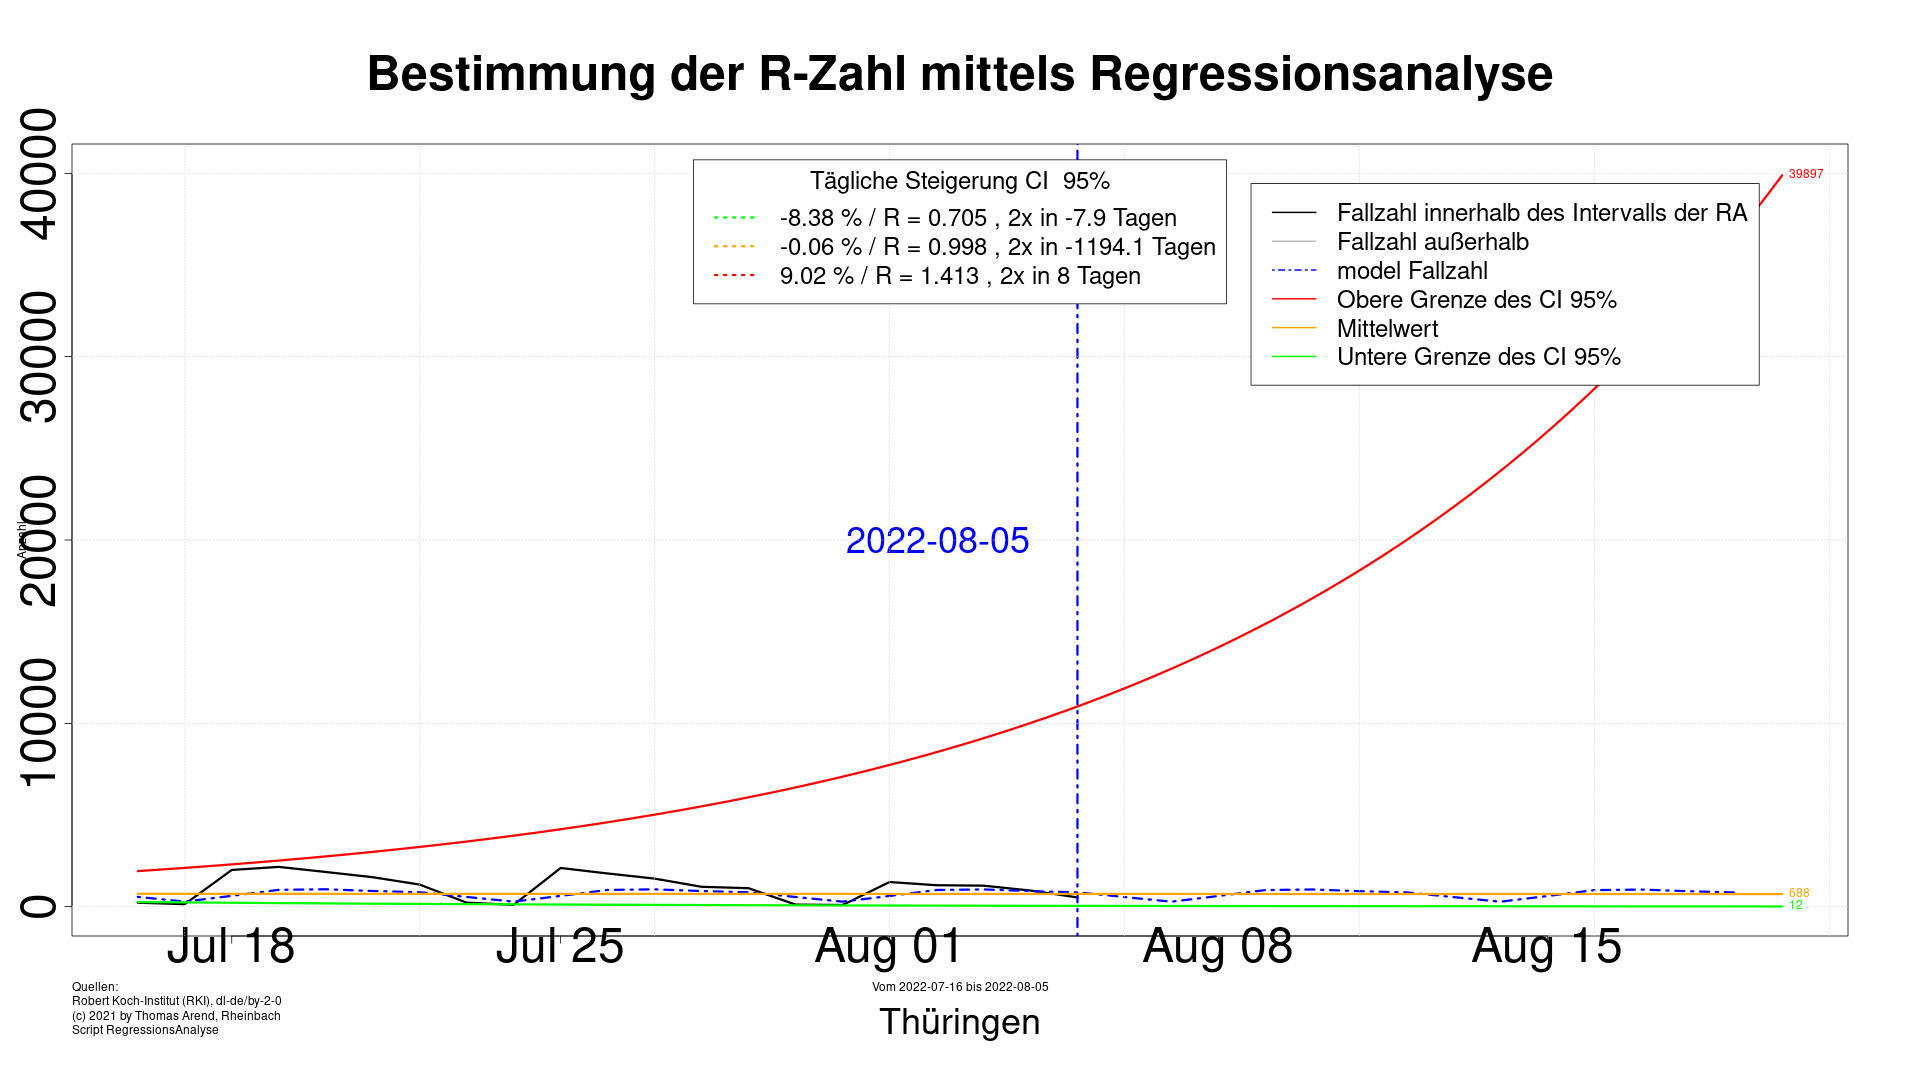 Bestimmung der R-Zahl mittels Regressionsanalyse
40000
30000
20000
10000
0
Anzahl
Tägliche Steigerung CI  95%
-8.38 % / R = 0.705 , 2x in -7.9 Tagen
-0.06 % / R = 0.998 , 2x in -1194.1 Tagen
9.02 % / R = 1.413 , 2x in 8 Tagen
Fallzahl innerhalb des Intervalls der RA
Fallzahl außerhalb
model Fallzahl
Obere Grenze des CI 95%
Mittelwert
Untere Grenze des CI 95%
39897
2022-08-05
688
12
Jul 18
Jul 25
Aug 01
Aug 08
Aug 15
Quellen:
Robert Koch-Institut (RKI), dl-de/by-2-0
(c) 2021 by Thomas Arend, Rheinbach
Script RegressionsAnalyse
Vom 2022-07-16 bis 2022-08-05
Thüringen